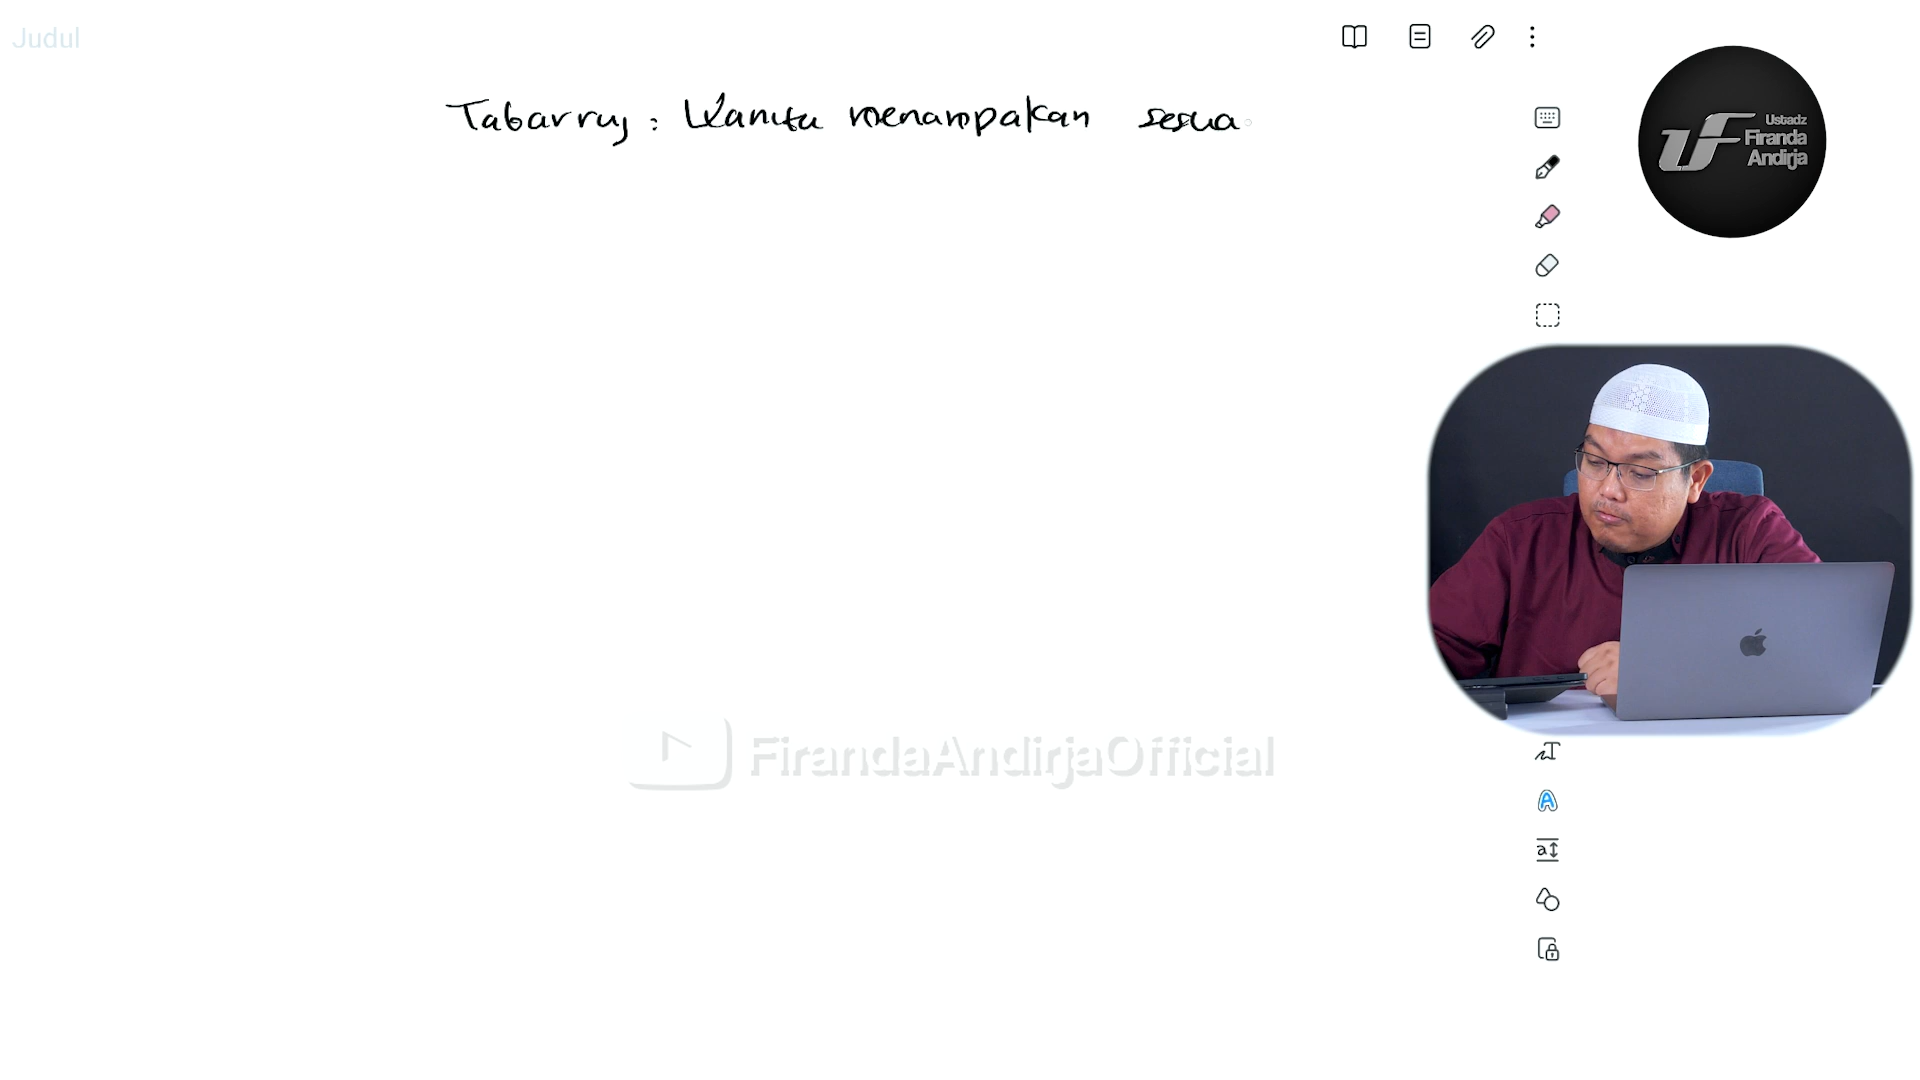 Judul
Tabarruj : Wanita menampakan sesua
Ustadz
Firanda
Andirja
FirandaAndirjaOfficial